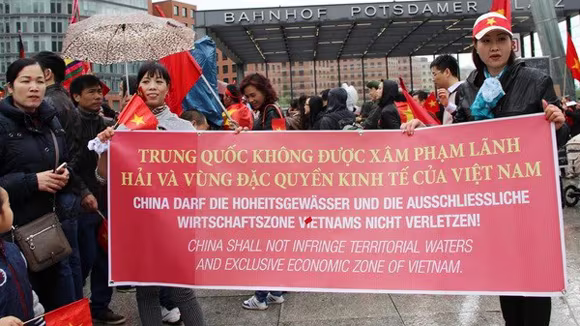 BAHNHOF POTSDAMER PLATZ
TRUNG QUỐC KHÔNG ĐƯỢC XÂM PHẠM LÃNH
HẢI VÀ VÙNG ĐẶC QUYỀN KINH TẾ CỦA VIỆT NAM
CHINA DARF DIE HOHEITSGEWÄSSER UND DIE AUSSCHLIESSLICHE
WIRTSCHAFTSZONE VIETNAMS NICHT VERLETZEN!
CHINA SHALL NOT INFRINGE TERRITORIAL WATERS
AND EXCLUSIVE ECONOMIC ZONE OF VIETNAM.